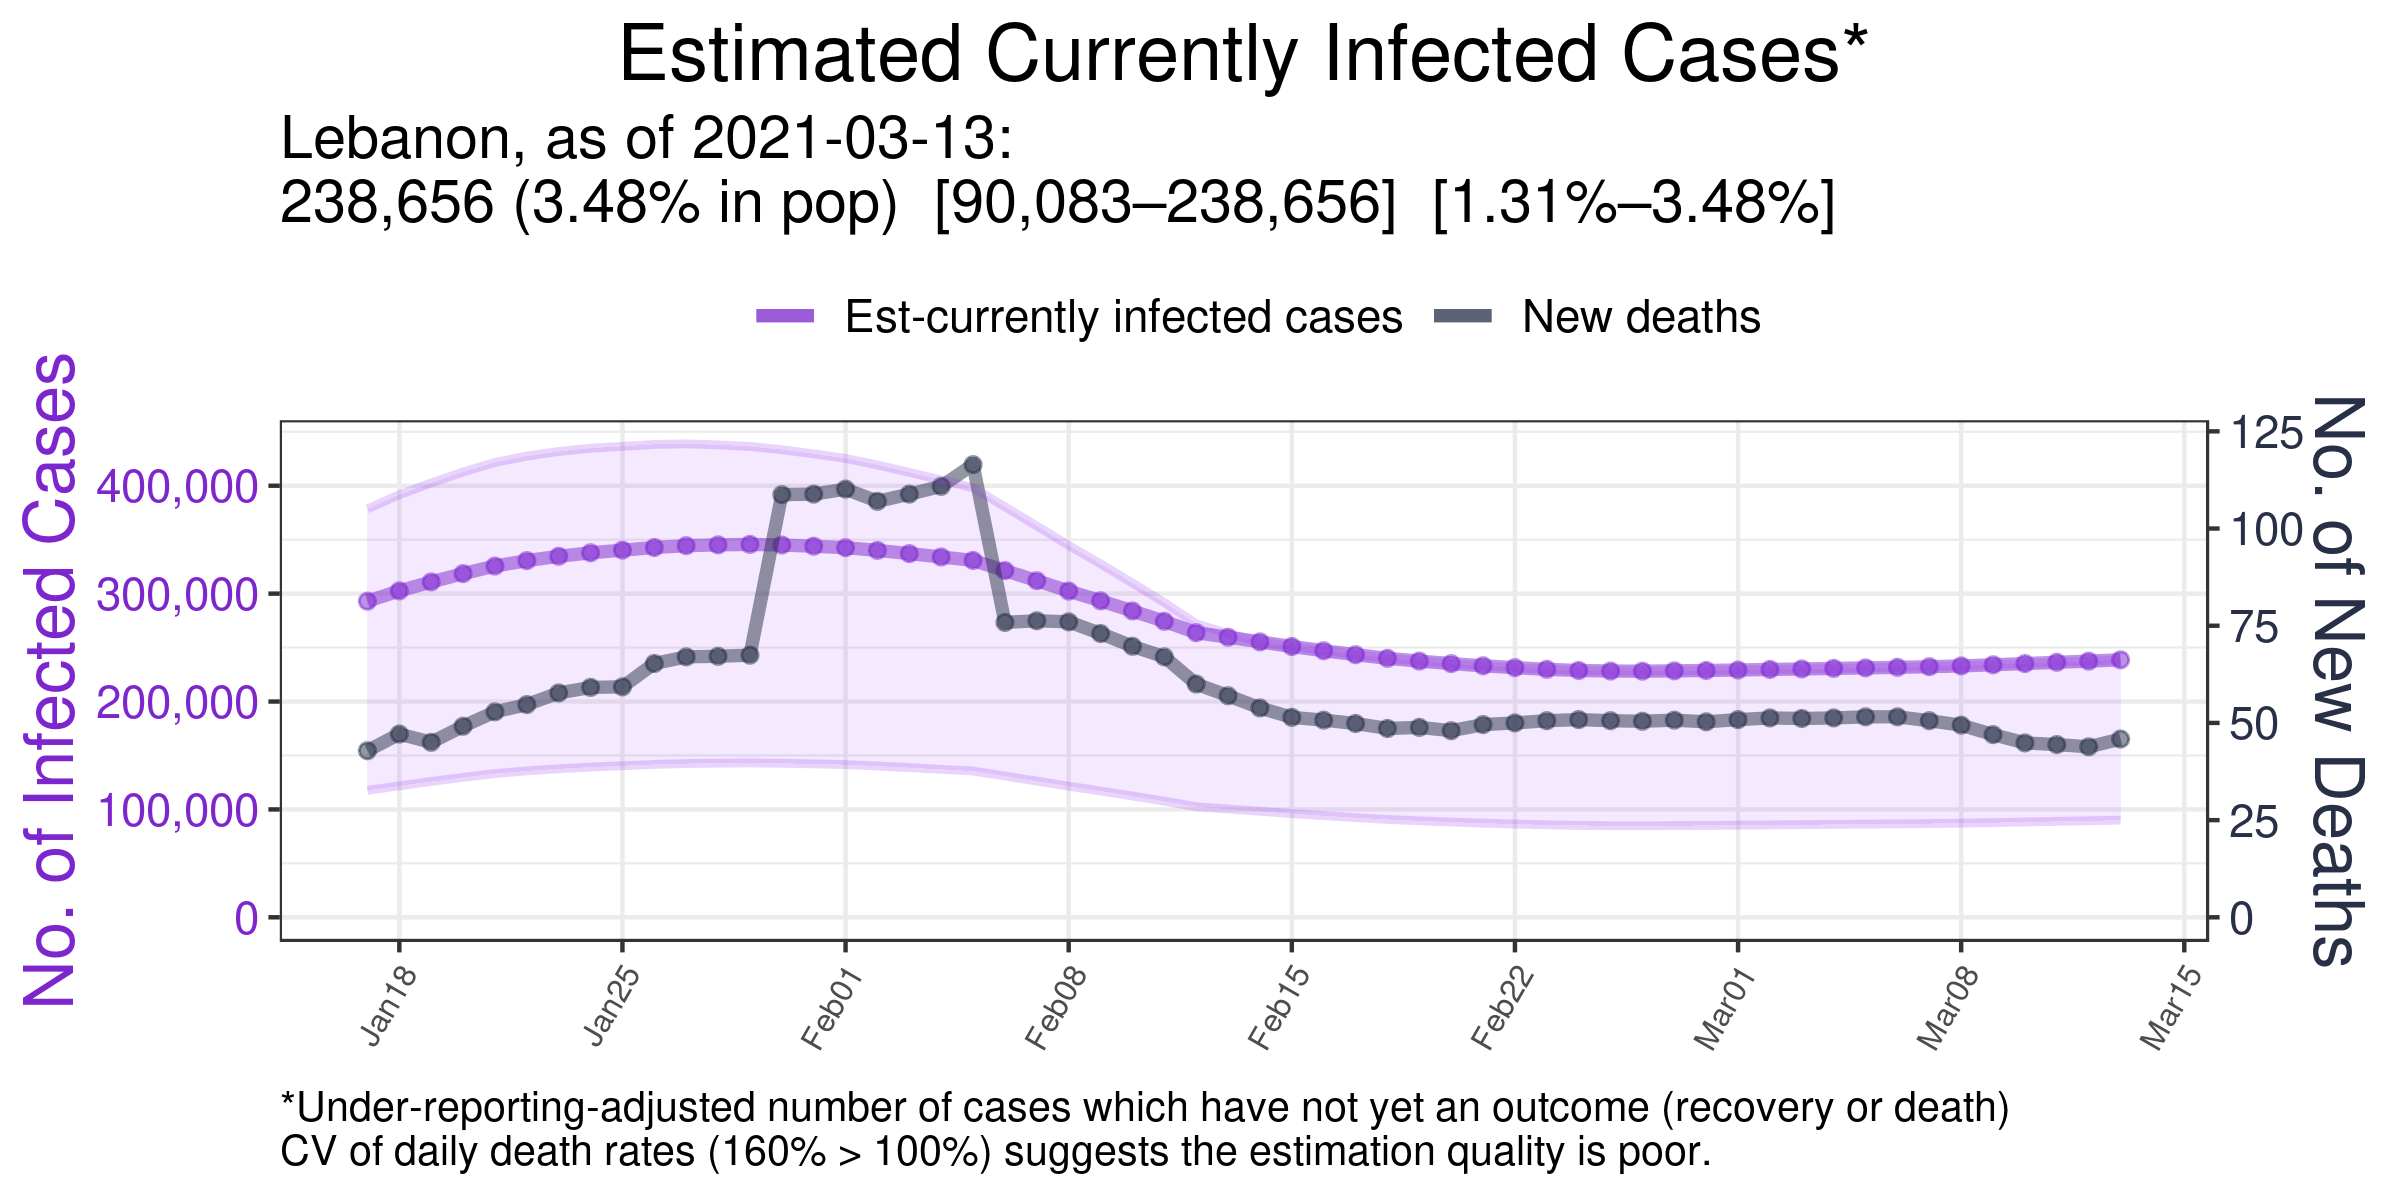 Estimated Currently Infected Cases*
Lebanon, as of 2021-03-13:
238,656 (3.48% in pop)  [90,083–238,656]  [1.31%–3.48%]
Est-currently infected cases
New deaths
No. of Infected Cases
400,000
300,000
200,000
100,000
0
125
100
75
50
25
0
No. of New Deaths
Jan18
Jan25
Feb01
Feb08
Feb15
Feb22
Mar01
Mar08
Mar15
*Under-reporting-adjusted number of cases which have not yet an outcome (recovery or death)
CV of daily death rates (160% > 100%) suggests the estimation quality is poor.